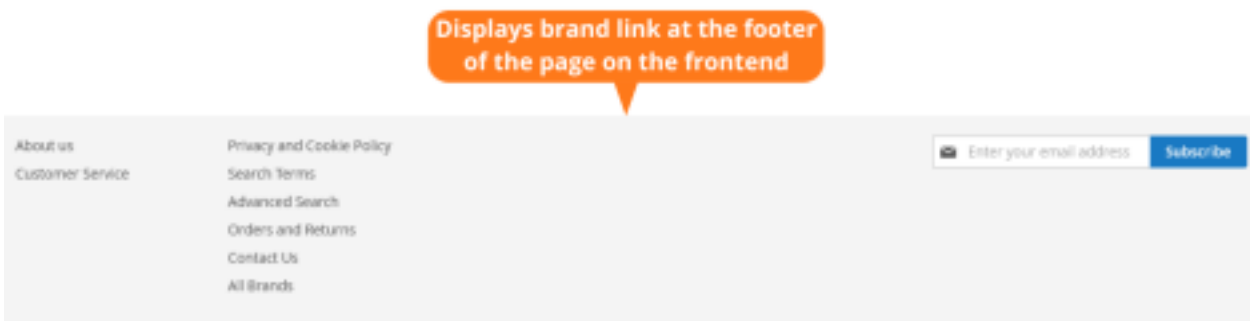 Displays brand link at the footer
of the page on the frontend
About us
Customer Service
Privacy and Cookie Policy
Search Terms
Advanced Search
Orders and Returns
Contact Us
All Brands
Enter your email address
Subscribe